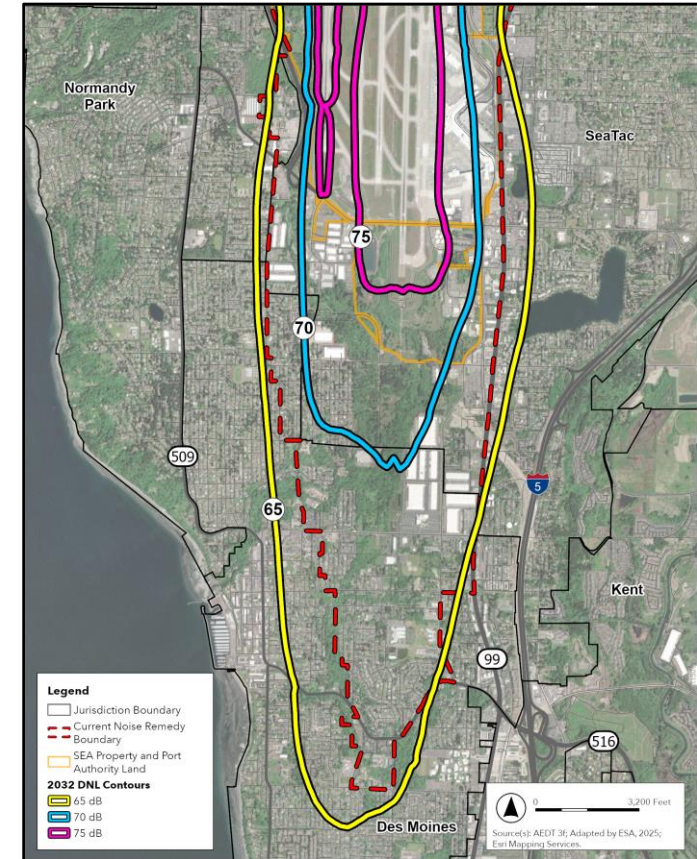 Normandy
Park
SeaTac
75
70
509
5
65
Kent
99
516
Des Moines
Legend
Jurisdiction Boundary
Current Noise Remedy
Boundary
SEA Property and Port
Authority Land
2032 DNL Contours
65 dB
70 dB
75 dB
0 3,200 Feet
Source(s): AEDT 3f; Adapted by ESA, 2025;
Esri Mapping Services.